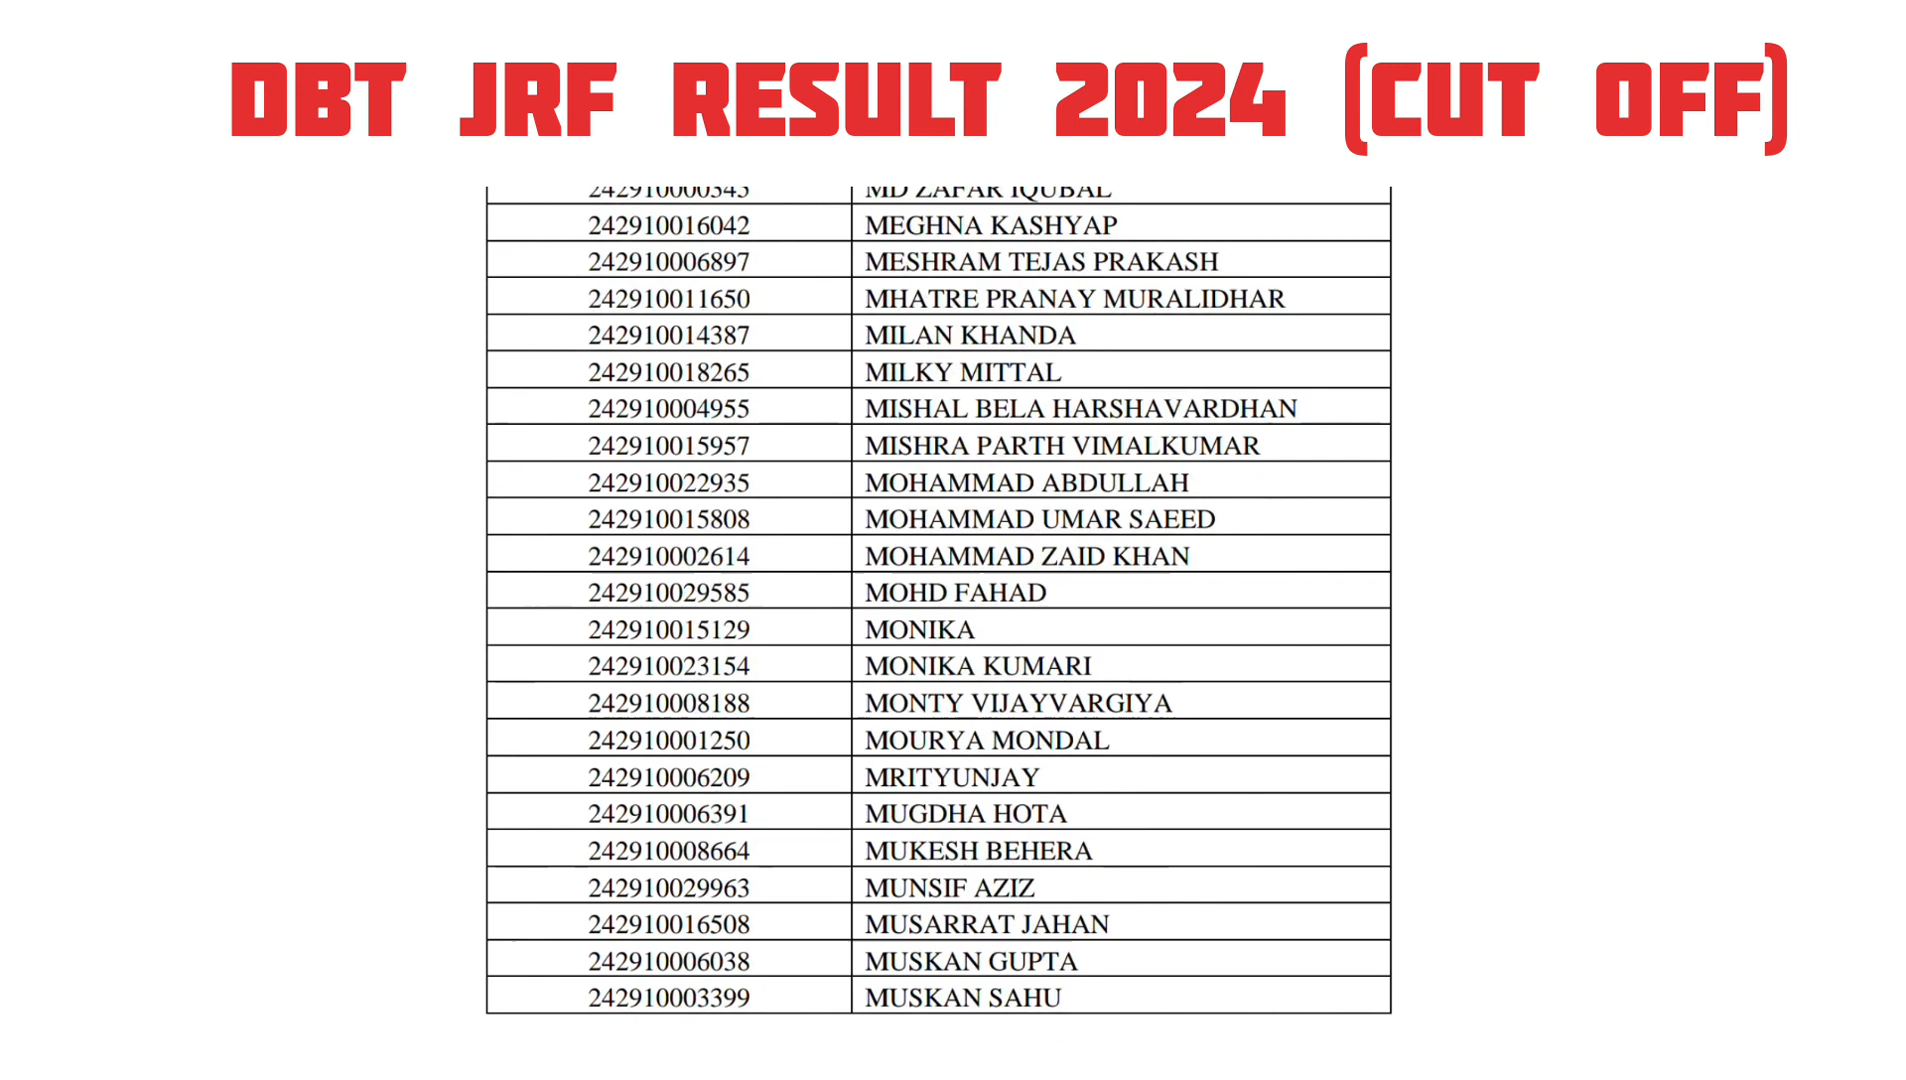 DBT JRF RESULT 2024 (CUT OFF)
MD ZAFAR IQUBAL
242910016042 MEGHNA KASHYAP
242910006897 MESHRAM TEJAS PRAKASH
242910011650 MHATRE PRANAY MURALIDHAR
242910014387 MILAN KHANDA
242910018265 MILKY MITTAL
242910004955 MISHAL BELA HARSHAVARDHAN
242910015957 MISHRA PARTH VIMALKUMAR
242910022935 MOHAMMAD ABDULLAH
242910015808 MOHAMMAD UMAR SAEED
242910002614 MOHAMMAD ZAID KHAN
242910029585 MOHD FAHAD
242910015129 MONIKA
242910023154 MONIKA KUMARI
242910008188 MONTY VIJAYVARGIYA
242910001250 MOURYA MONDAL
242910006209 MRITYUNJAY
242910006391 MUGDHA HOTA
242910008664 MUKESH BEHERA
242910029963 MUNSIF AZIZ
242910016508 MUSARRAT JAHAN
242910006038 MUSKAN GUPTA
242910003399 MUSKAN SAHU